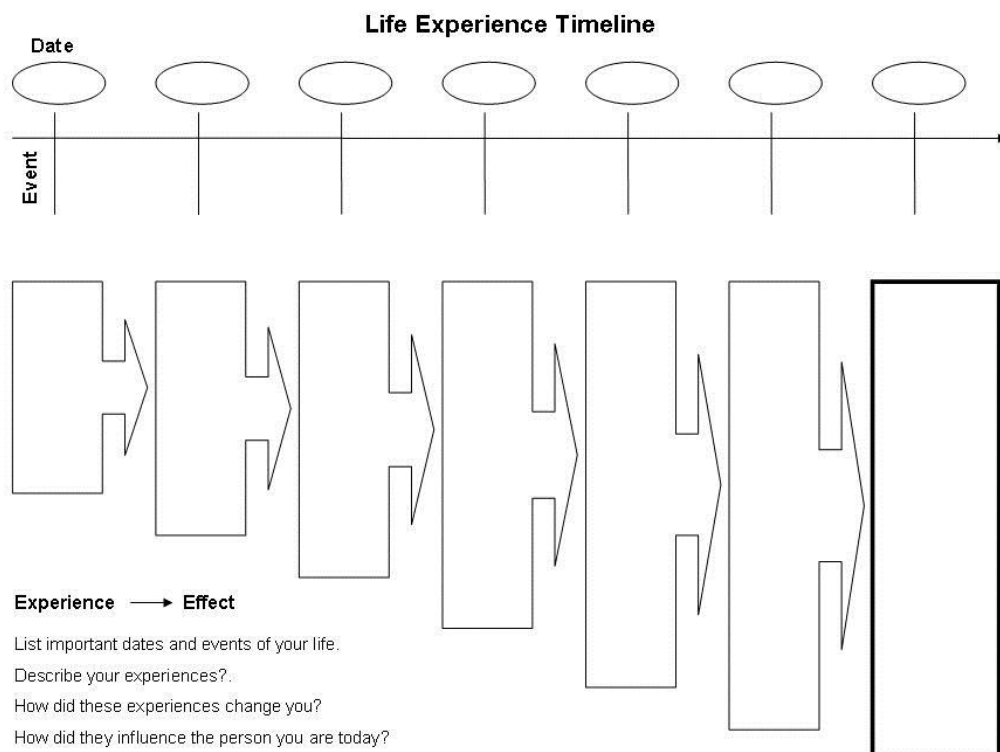 Life Experience Timeline
Date
Event
Experience → Effect
List important dates and events of your life.
Describe your experiences?.
How did these experiences change you?
How did they influence the person you are today?